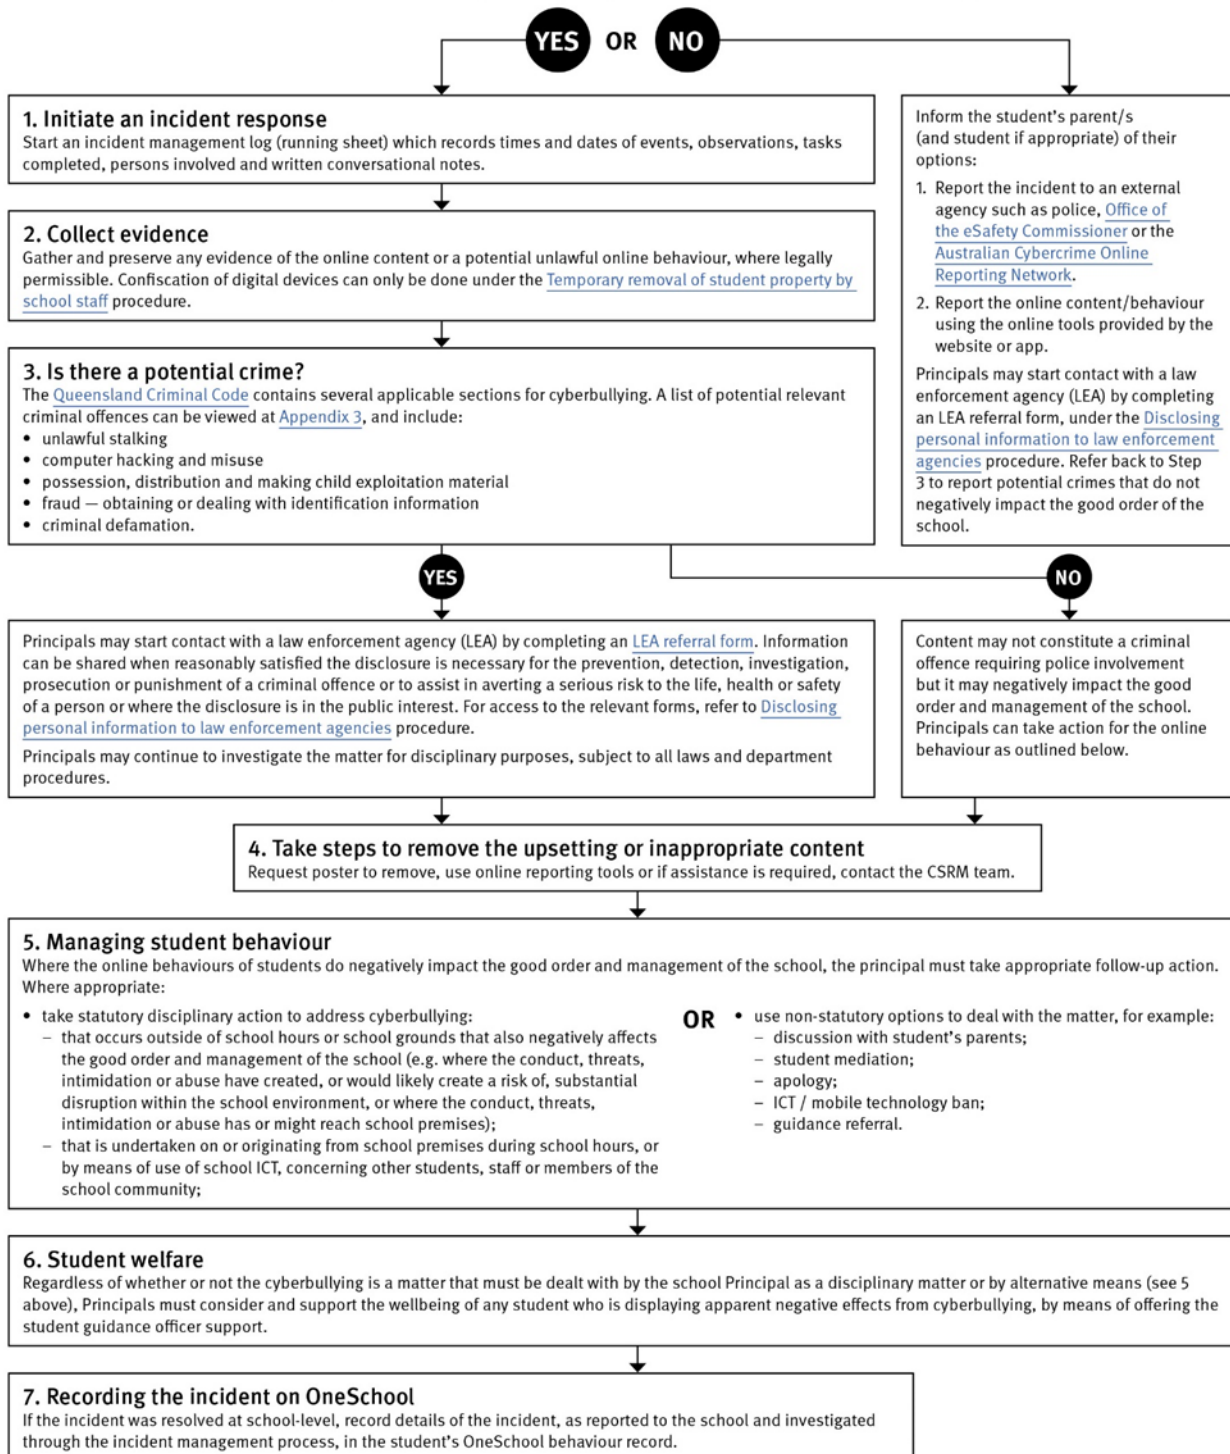 YES OR NO
1. Initiate an incident response
Start an incident management log (running sheet) which records times and dates of events, observations, tasks
completed, persons involved and written conversational notes.
2. Collect evidence
Gather and preserve any evidence of the online content or a potential unlawful online behaviour, where legally
permissible. Confiscation of digital devices can only be done under the Temporary removal of student property by
school staff procedure.
3. Is there a potential crime?
The Queensland Criminal Code contains several applicable sections for cyberbullying. A list of potential relevant
criminal offences can be viewed at Appendix 3, and include:
• unlawful stalking
• computer hacking and misuse
• possession, distribution and making child exploitation material
• fraud — obtaining or dealing with identification information
• criminal defamation.
Inform the student's parent/s
(and student if appropriate) of their
options:
1. Report the incident to an external
agency such as police, Office of
the eSafety Commissioner or the
Australian Cybercrime Online
Reporting Network.
2. Report the online content/behaviour
using the online tools provided by the
website or app.
Principals may start contact with a law
enforcement agency (LEA) by completing
an LEA referral form, under the Disclosing
personal information to law enforcement
agencies procedure. Refer back to Step
3 to report potential crimes that do not
negatively impact the good order of the
school.
YES
NO
Principals may start contact with a law enforcement agency (LEA) by completing an LEA referral form. Information
can be shared when reasonably satisfied the disclosure is necessary for the prevention, detection, investigation,
prosecution or punishment of a criminal offence or to assist in averting a serious risk to the life, health or safety
of a person or where the disclosure is in the public interest. For access to the relevant forms, refer to Disclosing
personal information to law enforcement agencies procedure.
Principals may continue to investigate the matter for disciplinary purposes, subject to all laws and department
procedures.
Content may not constitute a criminal
offence requiring police involvement
but it may negatively impact the good
order and management of the school.
Principals can take action for the online
behaviour as outlined below.
4. Take steps to remove the upsetting or inappropriate content
Request poster to remove, use online reporting tools or if assistance is required, contact the CSRM team.
5. Managing student behaviour
Where the online behaviours of students do negatively impact the good order and management of the school, the principal must take appropriate follow-up action.
Where appropriate:
• take statutory disciplinary action to address cyberbullying:
– that occurs outside of school hours or school grounds that also negatively affects
the good order and management of the school (e.g. where the conduct, threats,
intimidation or abuse have created, or would likely create a risk of, substantial
disruption within the school environment, or where the conduct, threats,
intimidation or abuse has or might reach school premises);
– that is undertaken on or originating from school premises during school hours, or
by means of use of school ICT, concerning other students, staff or members of the
school community;
OR
• use non-statutory options to deal with the matter, for example:
– discussion with student's parents;
– student mediation;
– apology;
– ICT / mobile technology ban;
– guidance referral.
6. Student welfare
Regardless of whether or not the cyberbullying is a matter that must be dealt with by the school Principal as a disciplinary matter or by alternative means (see 5
above), Principals must consider and support the wellbeing of any student who is displaying apparent negative effects from cyberbullying, by means of offering the
student guidance officer support.
7. Recording the incident on OneSchool
If the incident was resolved at school-level, record details of the incident, as reported to the school and investigated
through the incident management process, in the student's OneSchool behaviour record.